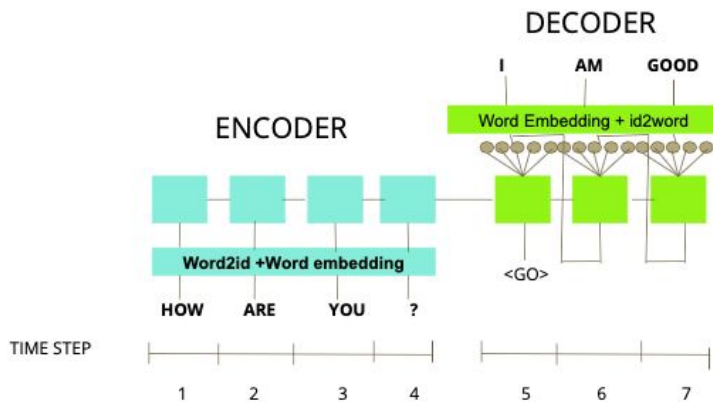 DECODER
I AM GOOD
Word Embedding + id2word
ENCODER
Word2id +Word embedding
<GO>
HOW ARE YOU ?
TIME STEP
1 2 3 4 5 6 7